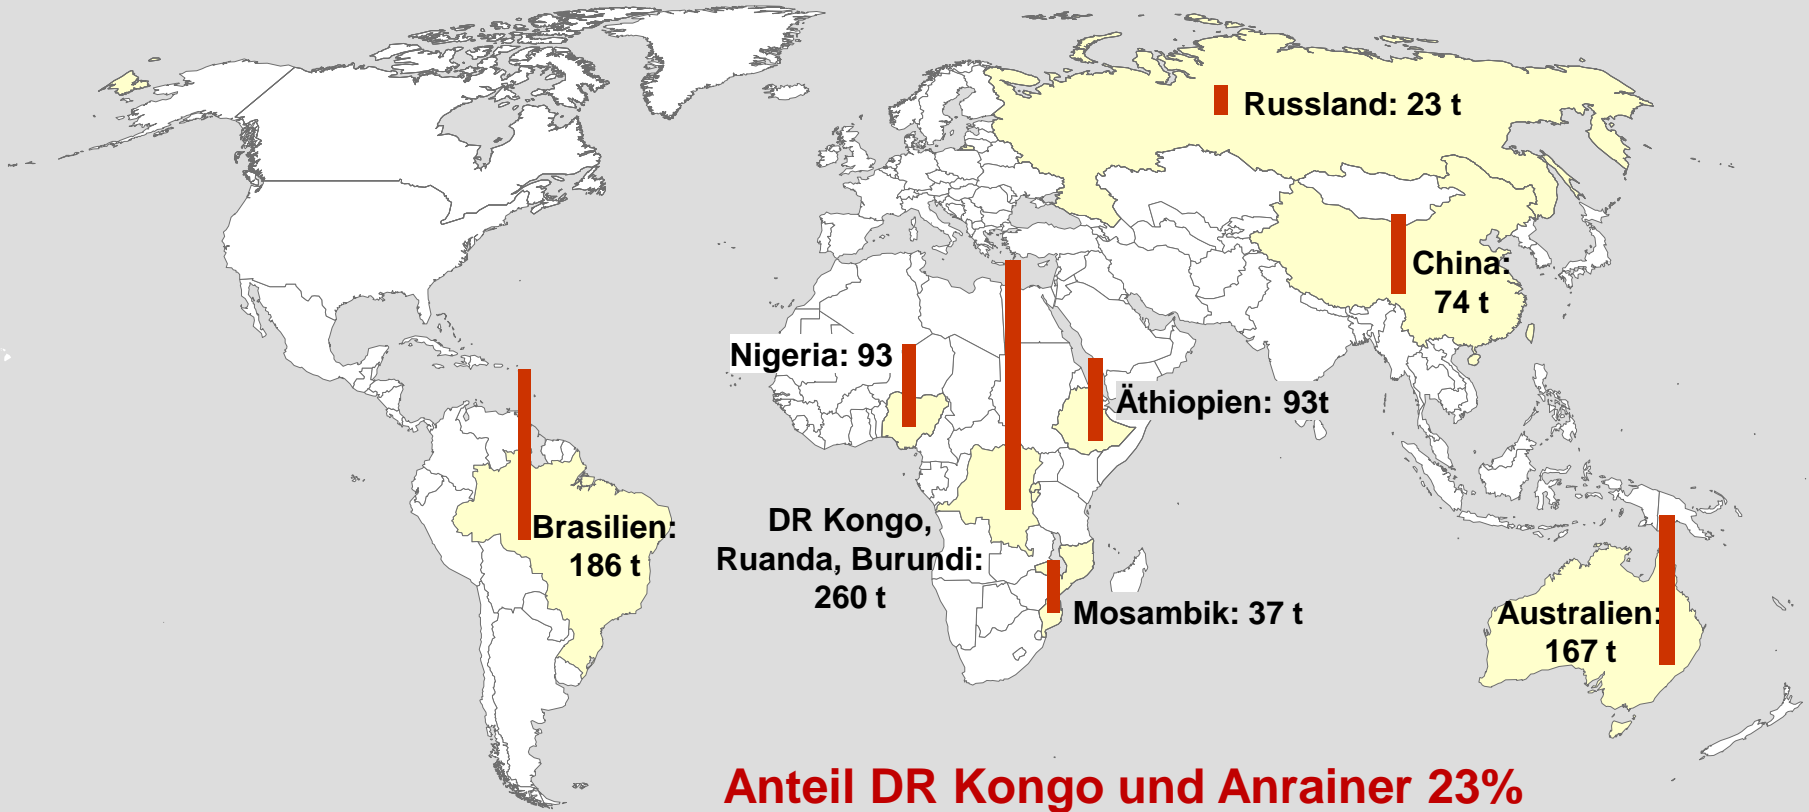 Russland: 23 t
China:
74 t
Nigeria: 93
Äthiopien: 93t
Brasilien:
186 t
DR Kongo,
Ruanda, Burundi:
260 t
Mosambik: 37 t
Australien:
167 t
Anteil DR Kongo und Anrainer 23%